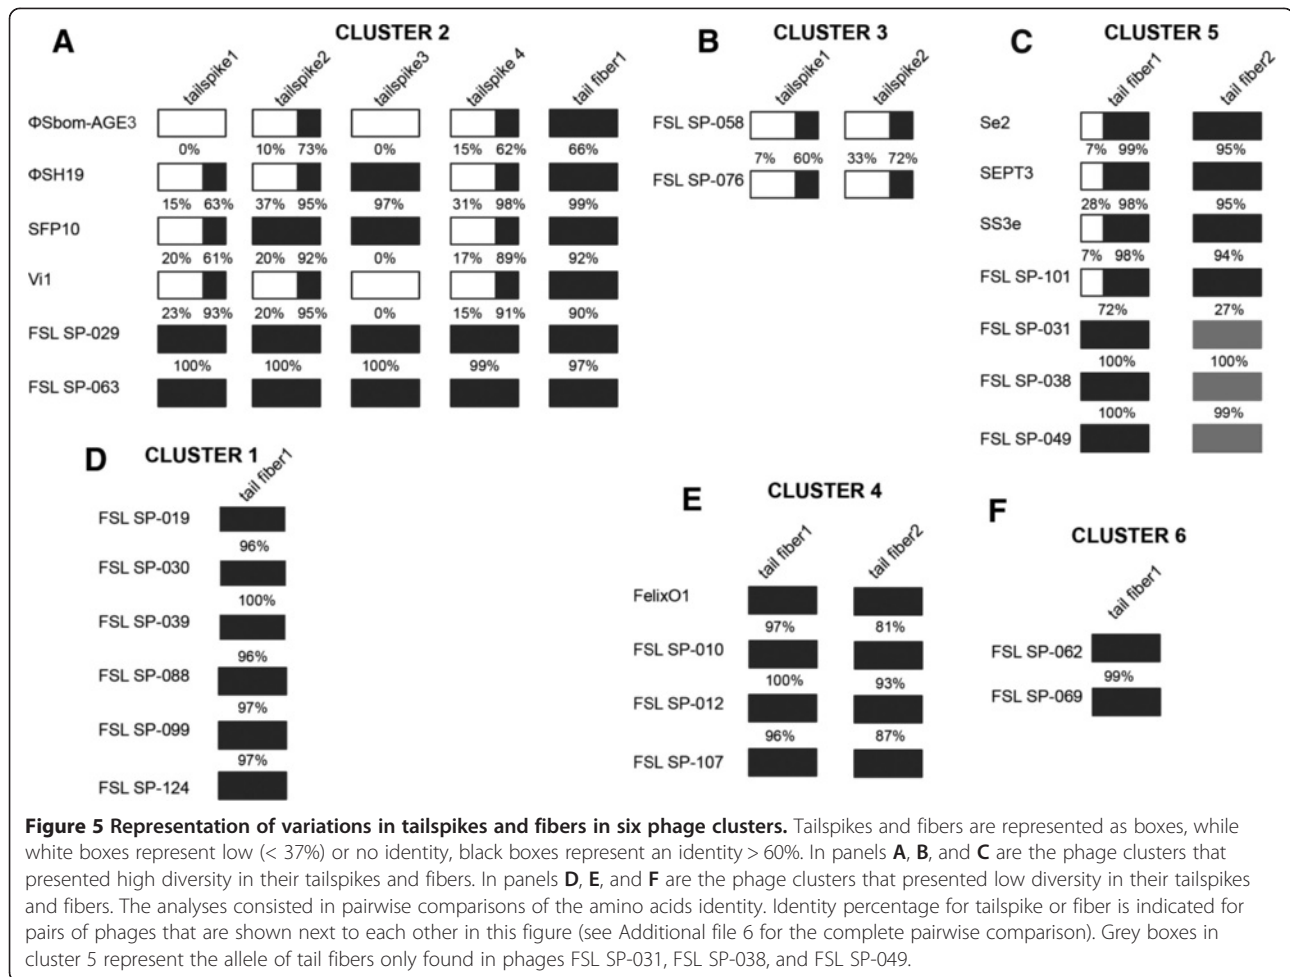 A
CLUSTER 2
tailspike1
tailspike2
tailspike3
tailspike 4
tail fiber1
ΦSbom-AGE3
0% 10% 73% 0% 15% 62% 66%
ΦSH19
15% 63% 37% 95% 97% 31% 98% 99%
SFP10
20% 61% 20% 92% 0% 17% 89% 92%
Vi1
23% 93% 20% 95% 0% 15% 91% 90%
FSL SP-029
100% 100% 100% 99% 97%
FSL SP-063
B
CLUSTER 3
tailspike1
tailspike2
FSL SP-058
7% 60% 33% 72%
FSL SP-076
C
CLUSTER 5
tail fiber1
tail fiber2
Se2
7% 99% 95%
SEPT3
28% 98% 95%
SS3e
7% 98% 94%
FSL SP-101
72% 27%
FSL SP-031
100% 100%
FSL SP-038
100% 99%
FSL SP-049
D
CLUSTER 1
tail fiber1
FSL SP-019
96%
FSL SP-030
100%
FSL SP-039
96%
FSL SP-088
97%
FSL SP-099
97%
FSL SP-124
E
CLUSTER 4
tail fiber1
tail fiber2
FelixO1
97% 81%
FSL SP-010
100% 93%
FSL SP-012
96% 87%
FSL SP-107
F
CLUSTER 6
tail fiber1
FSL SP-062
99%
FSL SP-069
Figure 5 Representation of variations in tailspikes and fibers in six phage clusters. Tailspikes and fibers are represented as boxes, while
white boxes represent low (< 37%) or no identity, black boxes represent an identity > 60%. In panels A, B, and C are the phage clusters that
presented high diversity in their tailspikes and fibers. In panels D, E, and F are the phage clusters that presented low diversity in their tailspikes
and fibers. The analyses consisted in pairwise comparisons of the amino acids identity. Identity percentage for tailspike or fiber is indicated for
pairs of phages that are shown next to each other in this figure (see Additional file 6 for the complete pairwise comparison). Grey boxes in
cluster 5 represent the allele of tail fibers only found in phages FSL SP-031, FSL SP-038, and FSL SP-049.